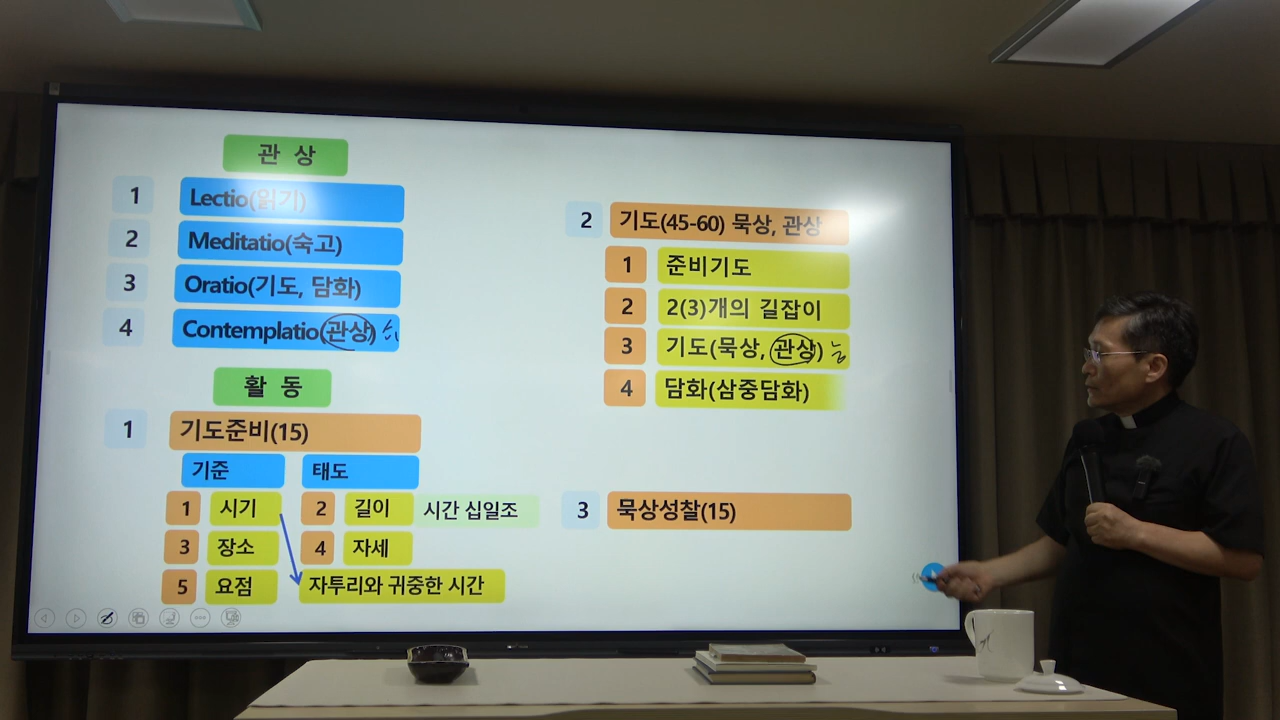 관 상
1 Lectio(읽기)
2 Meditatio(숙고)
3 Oratio(기도, 담화)
4 Contemplatio(관상)
활 동
1 기도준비(15)
기준 태도
1 시기 2 길이 시간 십일조
3 장소 4 자세
5 요점 자투리와 귀중한 시간
2 기도(45-60) 묵상, 관상
1 준비기도
2 2(3)개의 길잡이
3 기도(묵상, 관상)
4 담화(삼중담화)
3 묵상성찰(15)